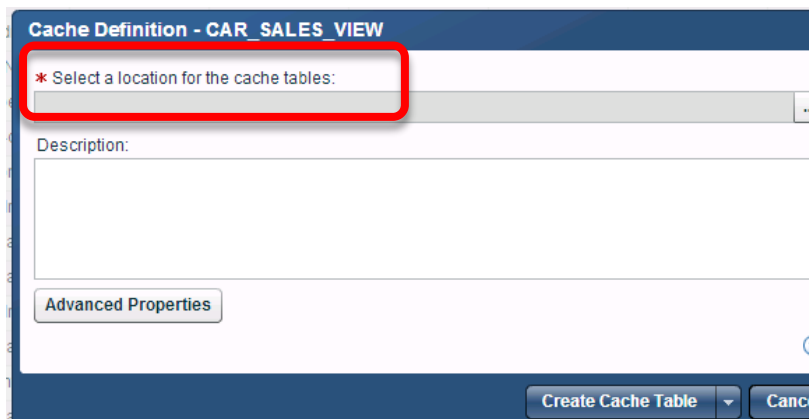 Cache Definition - CAR_SALES_VIEW
* Select a location for the cache tables:
Description:
Advanced Properties
Create Cache Table